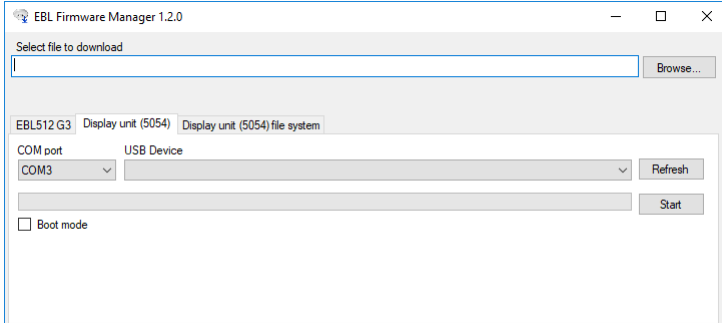 EBL Firmware Manager 1.2.0
Select file to download
Browse...
EBL512 G3 Display unit (5054) Display unit (5054) file system
COM port USB Device
COM3 Refresh
Start
Boot mode